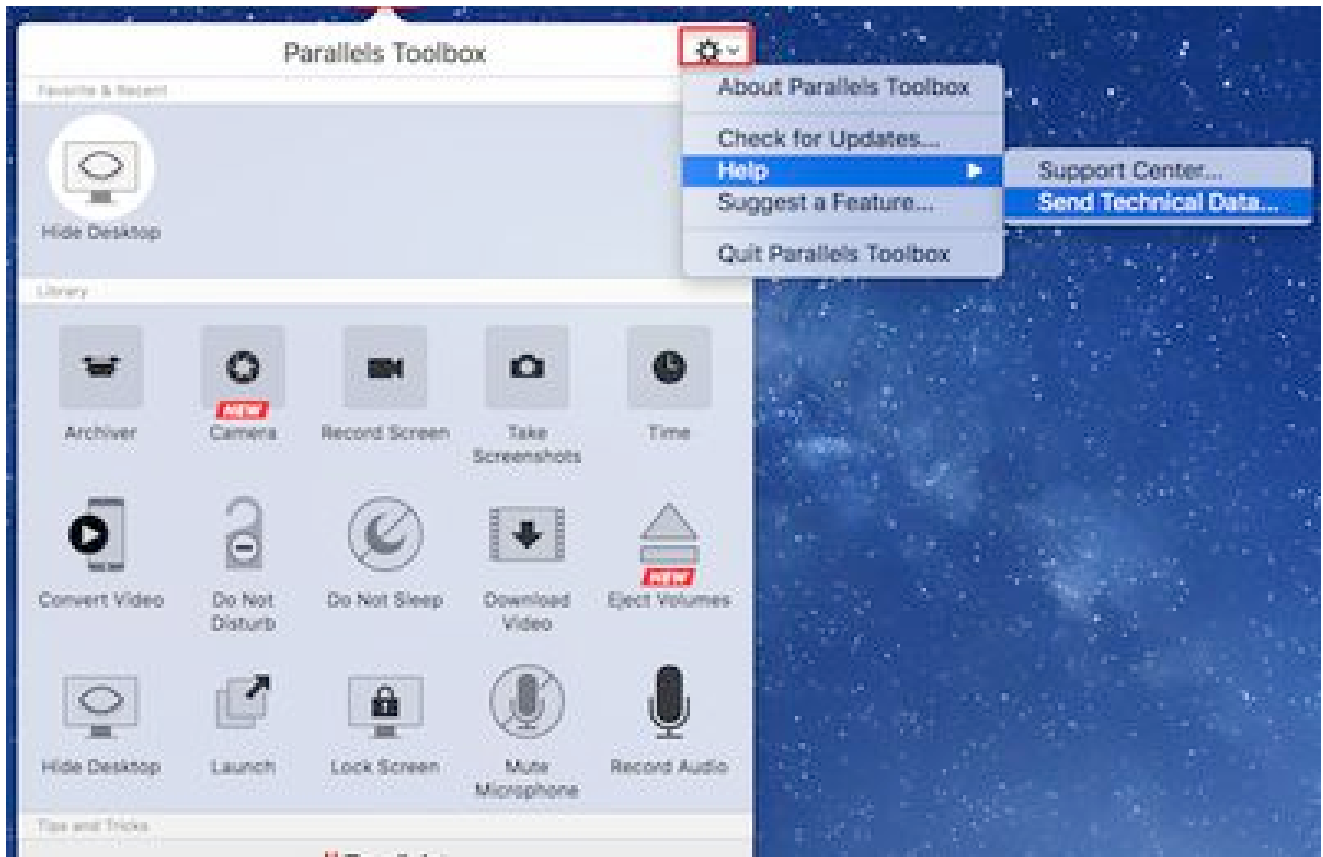 Parallels Toolbox
Favorite & Recent
Hide Desktop
About Parallels Toolbox
Check for Updates...
Help
Suggest a Feature...
Quit Parallels Toolbox
Support Center...
Send Technical Data...
Library
NEW
Archiver
Camera
Record Screen
Take
Screenshots
Time
NEW
Convert Video
Do Not
Disturb
Do Not Sleep
Download
Video
Eject Volumes
Hide Desktop
Launch
Lock Screen
Mute
Microphone
Record Audio
Tips and Tricks